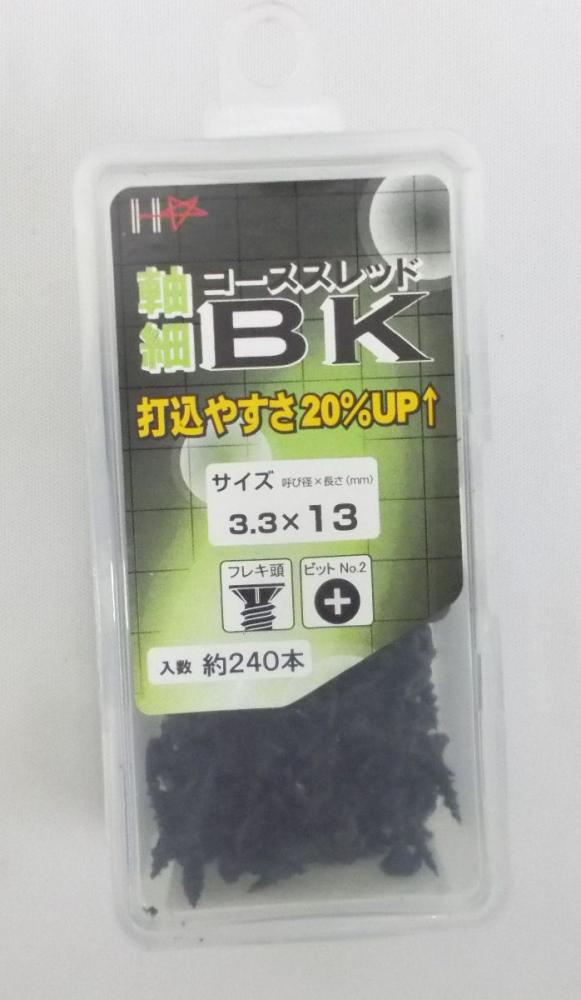 H☆
軸細
コーススレッド
BK
打込やすさ20%UP↑
サイズ 呼び径×長さ(mm)
3.3×13
フレキ頭
ビットNo.2
入数 約240本